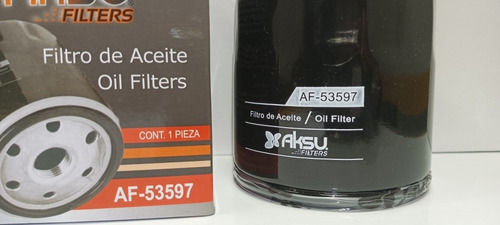 FILTERS
Filtro de Aceite
Oil Filters
CONT. 1 PIEZA
AF-53597
AF-53597
Filtro de Aceite / Oil Filter
AKSU
FILTERS